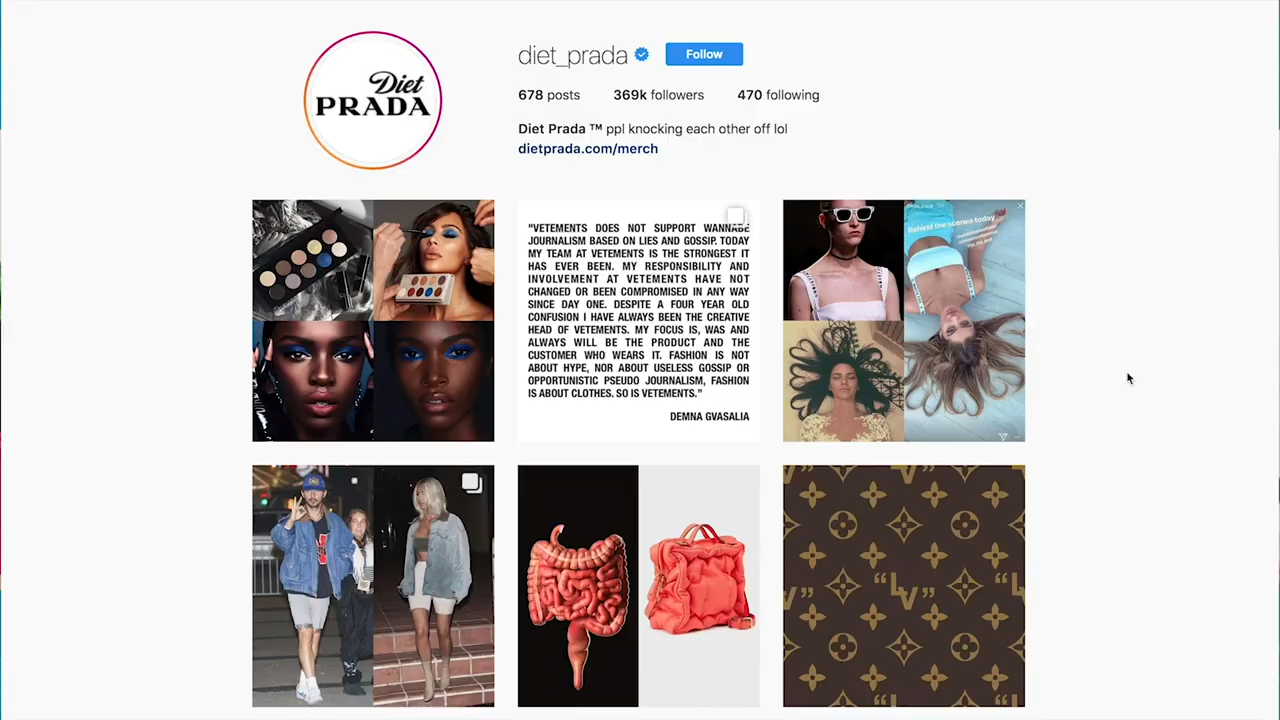 Diet
PRADA
diet_prada
Follow
678 posts 369k followers 470 following
Diet Prada ™ ppl knocking each other off lol
dietprada.com/merch
"VETEMENTS DOES NOT SUPPORT WANNABE
JOURNALISM BASED ON LIES AND GOSSIP. TODAY
MY TEAM AT VETEMENTS IS THE STRONGEST IT
HAS EVER BEEN. MY RESPONSIBILITY AND
INVOLVEMENT AT VETEMENTS HAVE NOT
CHANGED OR BEEN COMPROMISED IN ANY WAY
SINCE DAY ONE. DESPITE A FOUR YEAR OLD
CONFUSION I HAVE ALWAYS BEEN THE CREATIVE
HEAD OF VETEMENTS. MY FOCUS IS, WAS AND
ALWAYS WILL BE THE PRODUCT AND THE
CUSTOMER WHO WEARS IT. FASHION IS NOT
ABOUT HYPE, NOR ABOUT USELESS GOSSIP OR
OPPORTUNISTIC PSEUDO JOURNALISM, FASHION
IS ABOUT CLOTHES. SO IS VETEMENTS."
DEMNA GVASALIA
Behind the scenes today
"LV"